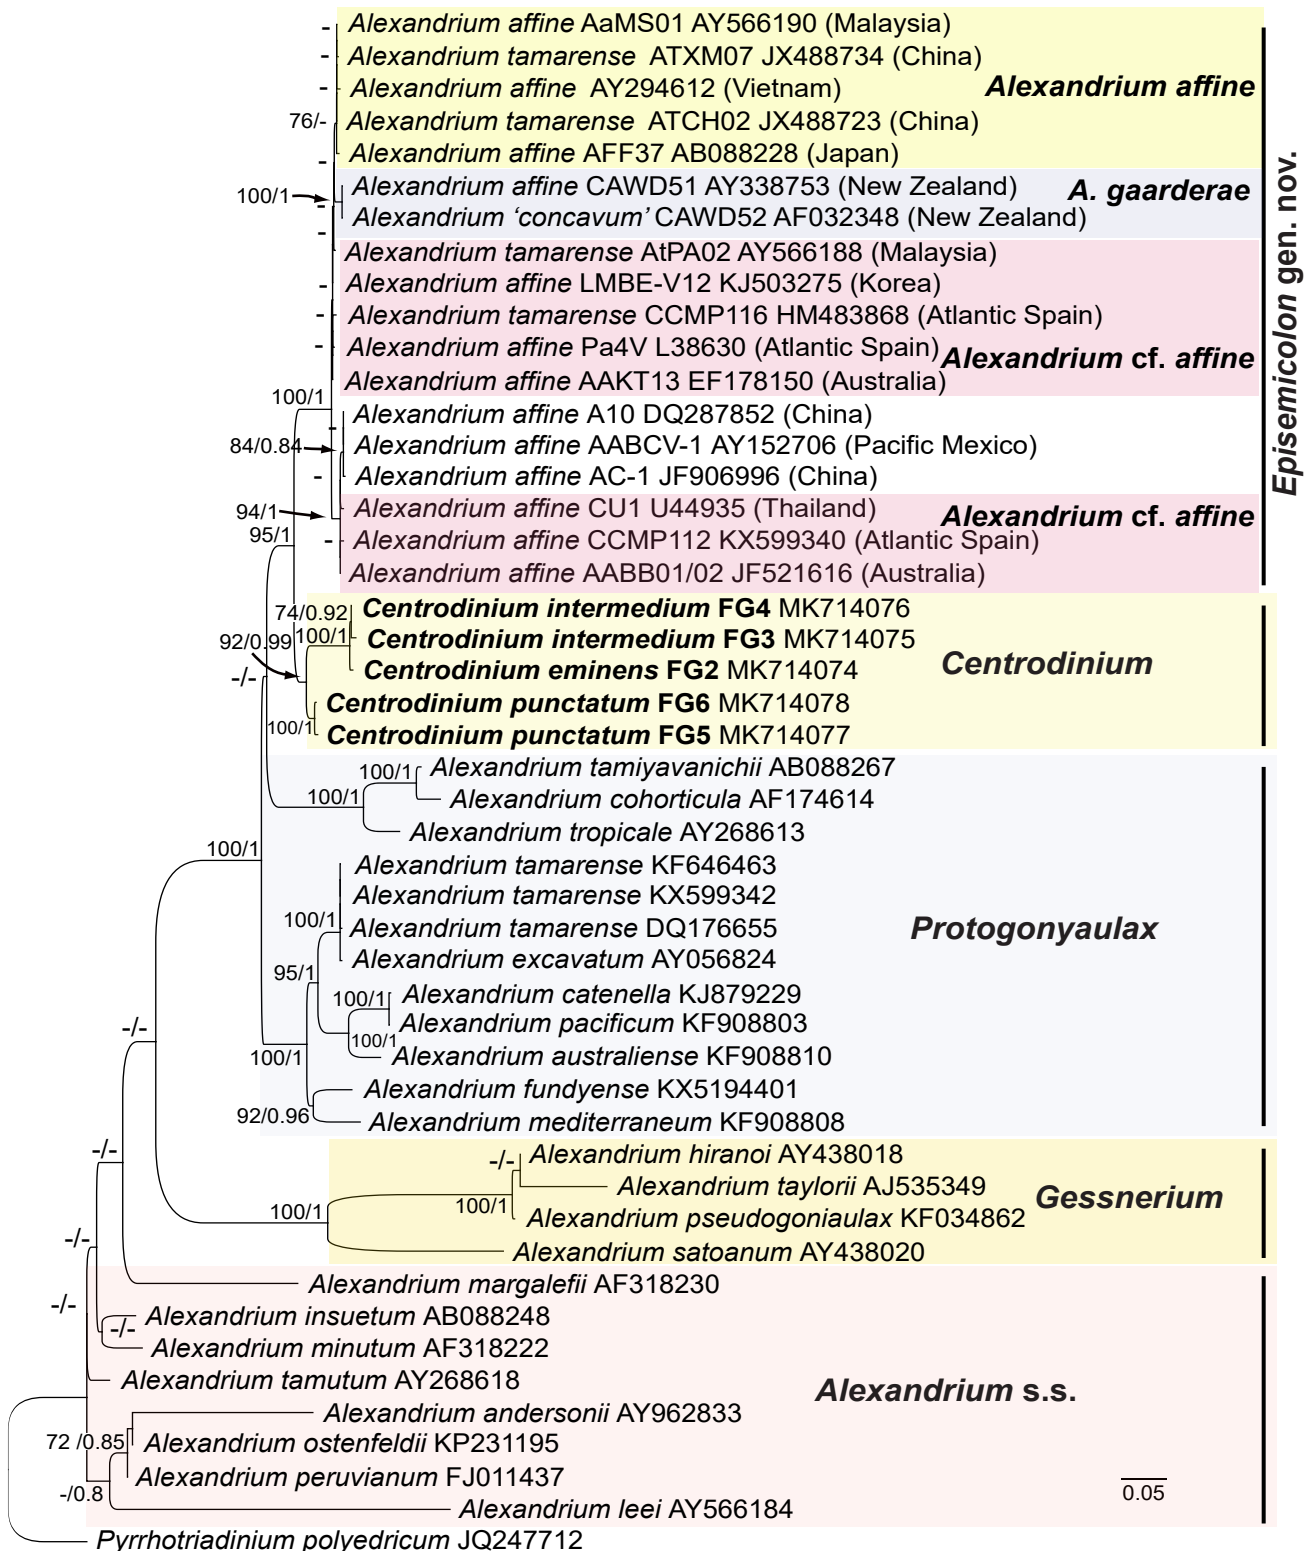 Alexandrium affine AaMS01 AY566190 (Malaysia)
-
Alexandrium tamarense ATXM07 JX488734 (China)
-
Alexandrium affine AY294612 (Vietnam)
-
Alexandrium affine
Alexandrium tamarense ATCH02 JX488723 (China)
76/-
Alexandrium affine AFF37 AB088228 (Japan)
-
Alexandrium affine CAWD51 AY338753 (New Zealand)
100/1
A. gaarderae
Alexandrium ‘concavum’ CAWD52 AF032348 (New Zealand)
-
-
Alexandrium tamarense AtPA02 AY566188 (Malaysia)
Alexandrium affine LMBE-V12 KJ503275 (Korea)
-
Alexandrium tamarense CCMP116 HM483868 (Atlantic Spain)
-
Alexandrium affine Pa4V L38630 (Atlantic Spain)
-
Alexandrium cf. affine
Alexandrium affine AAKT13 EF178150 (Australia)
-
100/1
Alexandrium affine A10 DQ287852 (China)
-
Alexandrium affine AABCV-1 AY152706 (Pacific Mexico)
84/0.84
Alexandrium affine AC-1 JF906996 (China)
-
Alexandrium affine CU1 U44935 (Thailand)
94/1
Alexandrium cf. affine
Alexandrium affine CCMP112 KX599340 (Atlantic Spain)
95/1
-
Alexandrium affine AABB01/02 JF521616 (Australia)
Episemicolon gen. nov.
Centrodinium intermedium FG4 MK714076
74/0.92
Centrodinium intermedium FG3 MK714075
92/0.99
100/1
Centrodinium eminens FG2 MK714074
Centrodinium
-/-
Centrodinium punctatum FG6 MK714078
100/1
Centrodinium punctatum FG5 MK714077
Alexandrium tamiyavanichii AB088267
100/1
Alexandrium cohorticula AF174614
100/1
Alexandrium tropicale AY268613
100/1
Alexandrium tamarense KF646463
Alexandrium tamarense KX599342
100/1
Alexandrium tamarense DQ176655
Protogonyaulax
Alexandrium excavatum AY056824
95/1
Alexandrium catenella KJ879229
100/1
Alexandrium pacificum KF908803
-/-
100/1
Alexandrium australiense KF908810
100/1
Alexandrium fundyense KX5194401
92/0.96
Alexandrium mediterraneum KF908808
-/-
Alexandrium hiranoi AY438018
-/-
Alexandrium taylorii AJ535349
100/1
Gessnerium
Alexandrium pseudogoniaulax KF034862
100/1
-/-
Alexandrium satoanum AY438020
Alexandrium margalefii AF318230
-/-
Alexandrium insuetum AB088248
-/-
Alexandrium minutum AF318222
Alexandrium tamutum AY268618
Alexandrium s.s.
Alexandrium andersonii AY962833
72 /0.85
Alexandrium ostenfeldii KP231195
Alexandrium peruvianum FJ011437
-/0.8
0.05
Alexandrium leei AY566184
Pyrrhotriadinium polyedricum JQ247712